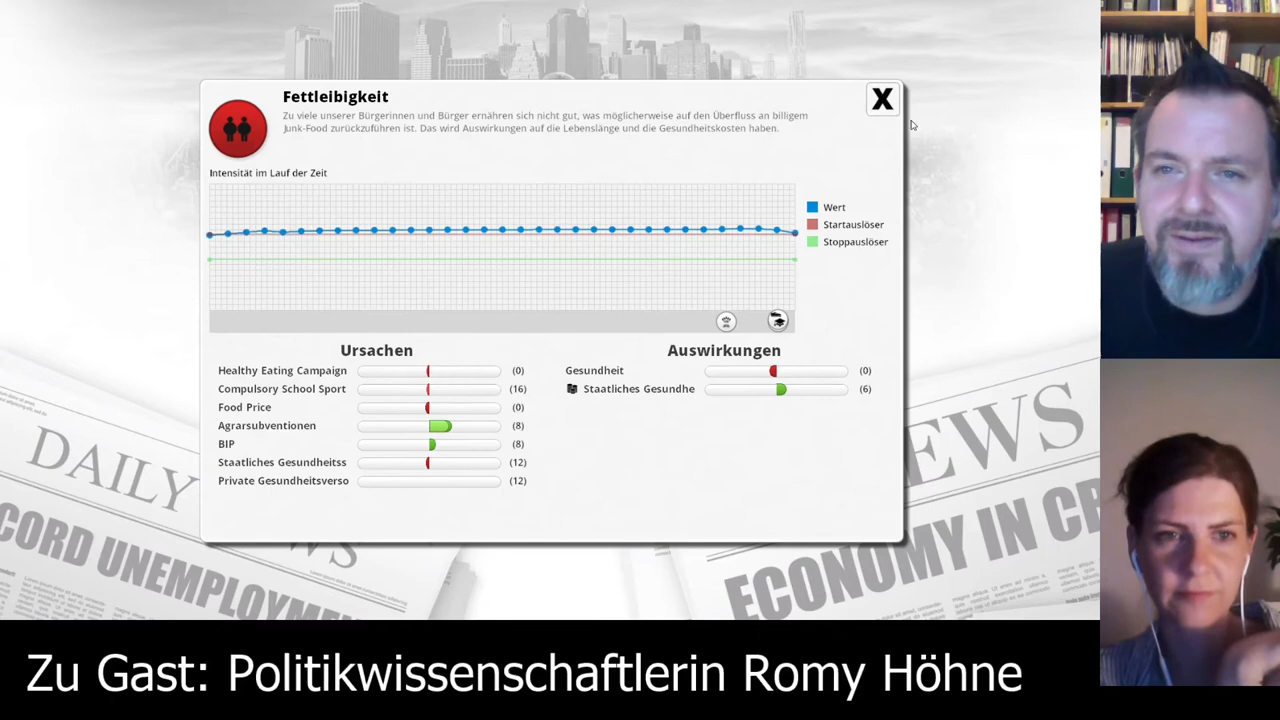 Fettleibigkeit
X
Zu viele unserer Bürgerinnen und Bürger ernähren sich nicht gut, was möglicherweise auf den Überfluss an billigem
Junk-Food zurückzuführen ist. Das wird Auswirkungen auf die Lebenslänge und die Gesundheitskosten haben.
Intensität im Lauf der Zeit
Wert
Startauslöser
Stoppauslöser
Ursachen
Healthy Eating Campaign (0)
Compulsory School Sport (16)
Food Price (0)
Agrarsubventionen (8)
BIP (8)
Staatliches Gesundheitss (12)
Private Gesundheitsverso (12)
Auswirkungen
Gesundheit (0)
Staatliches Gesundhe (6)
DAILY
WS
CORD UNEMPLOYME
EWS
ECONOMY IN CR
Zu Gast: Politikwissenschaftlerin Romy Höhne